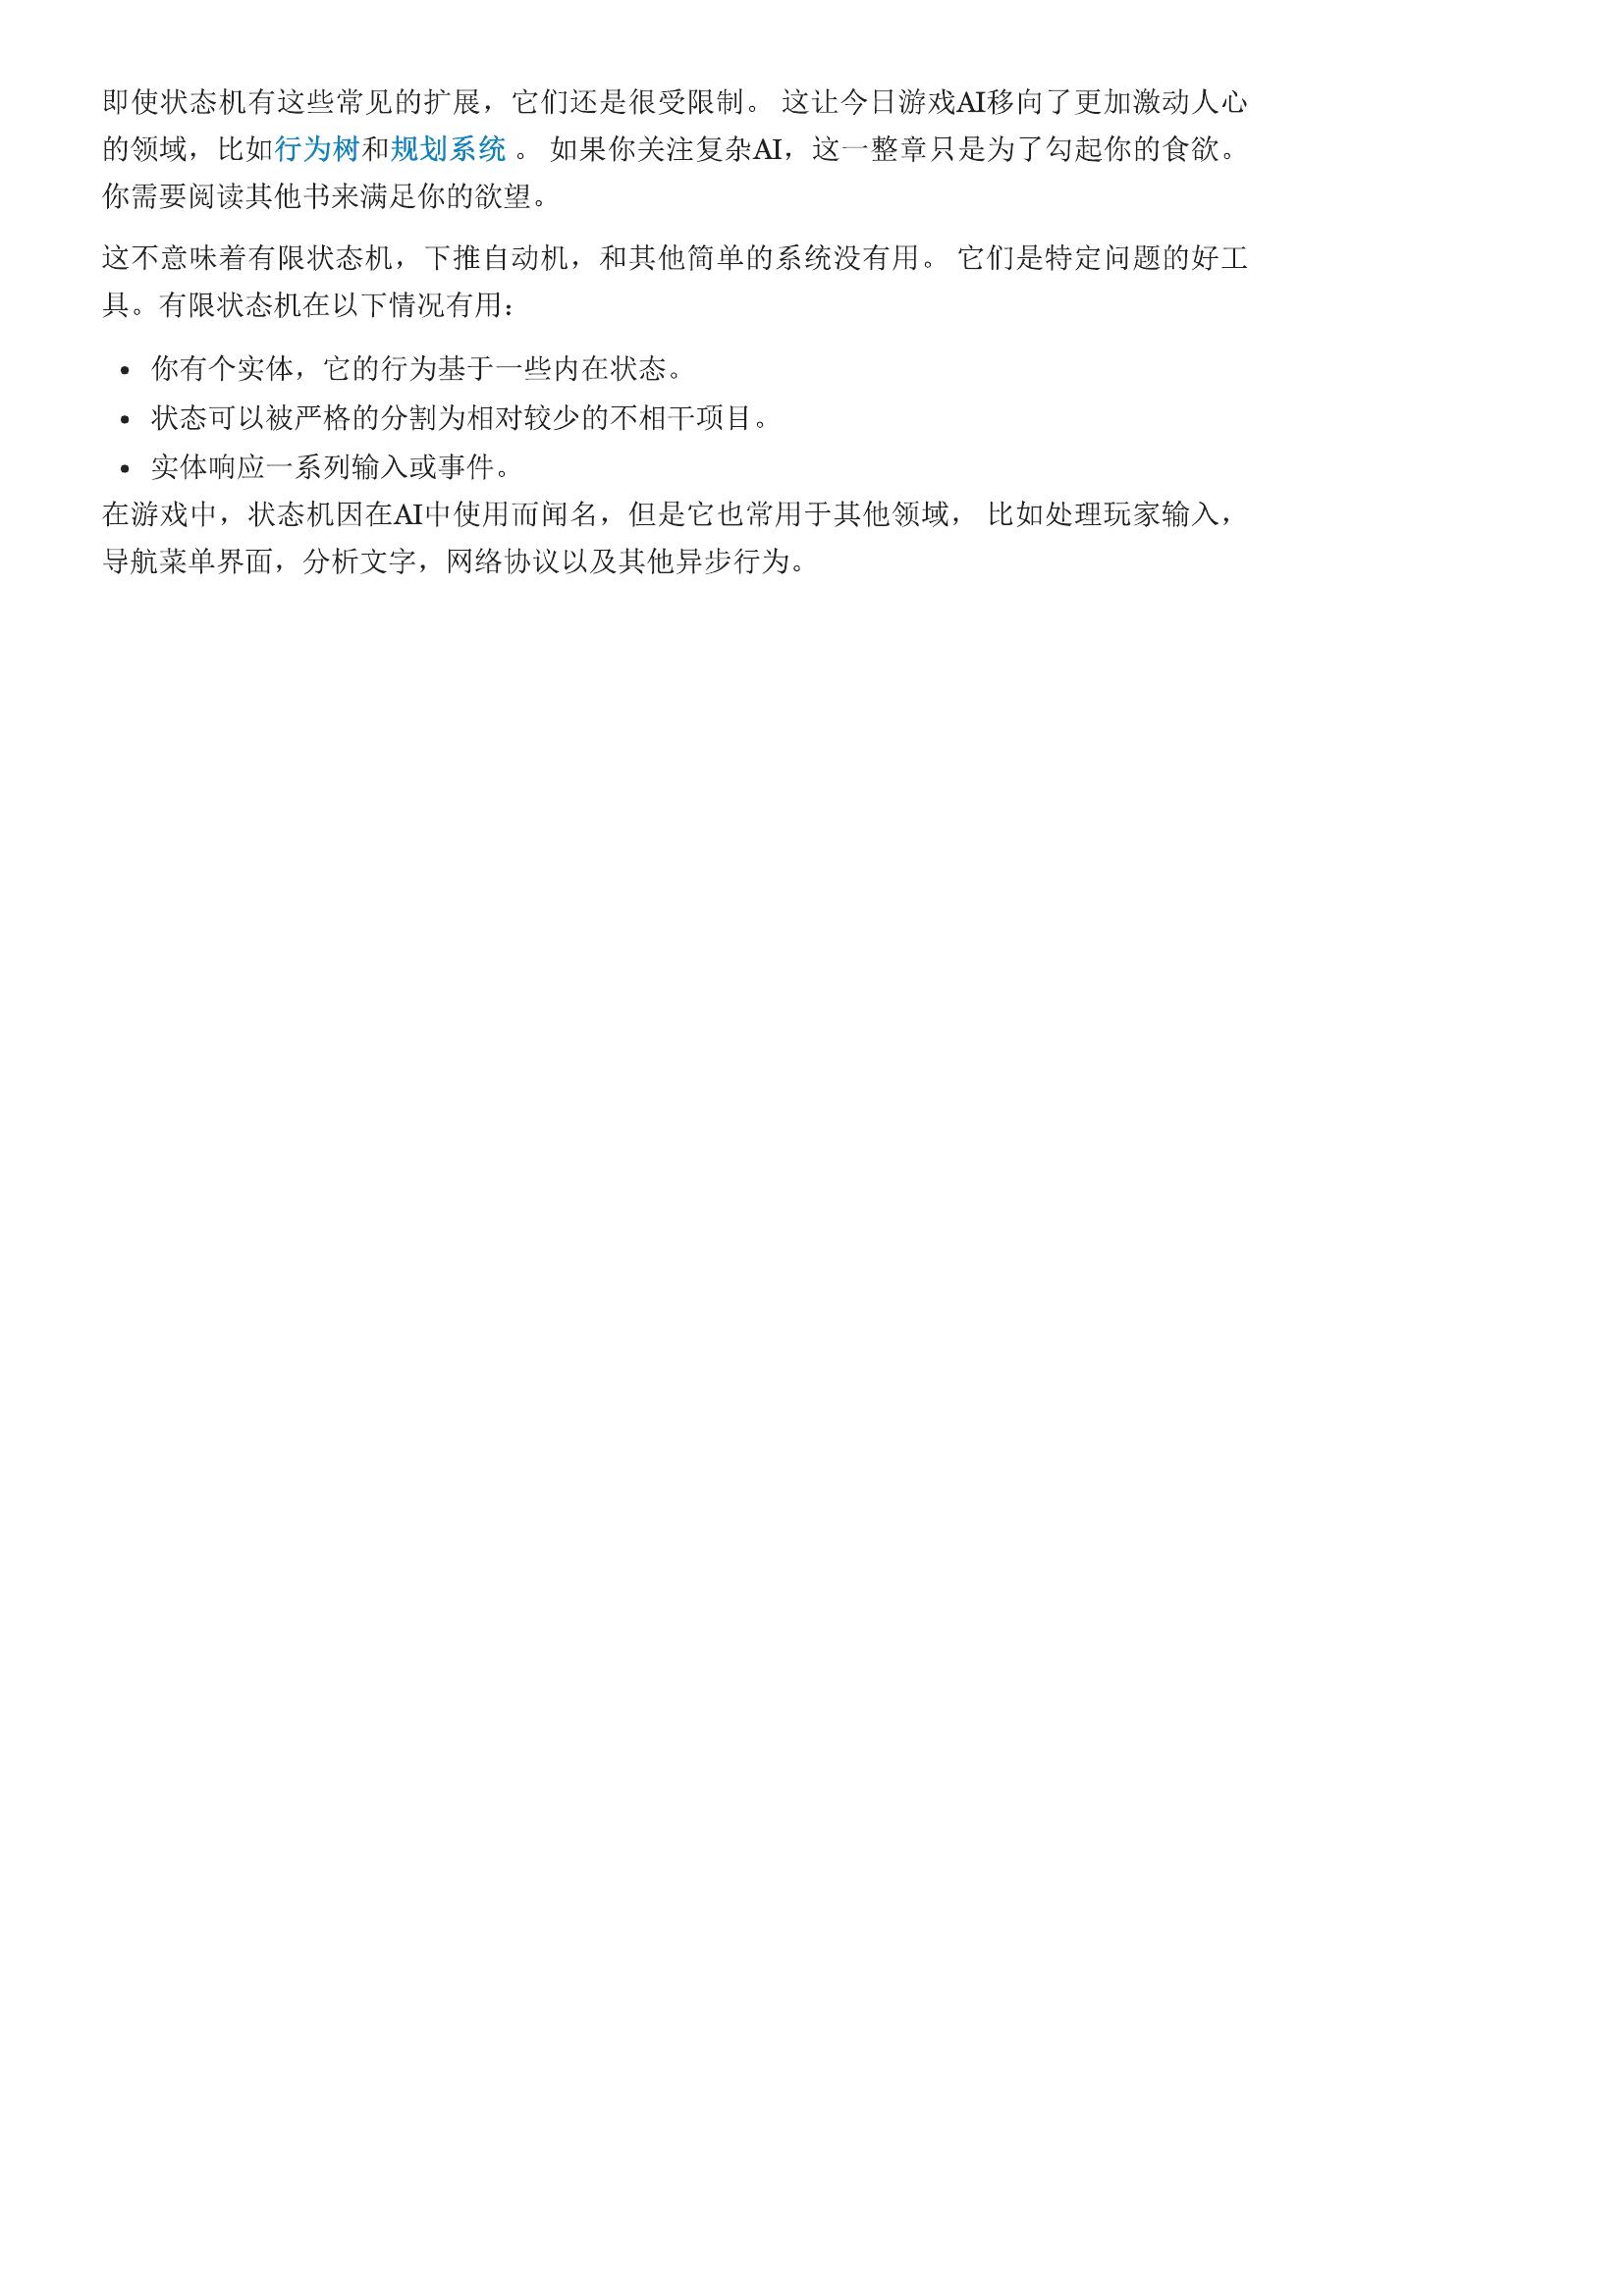 即使状态机有这些常见的扩展，它们还是很受限制。 这让今日游戏AI移向了更加激动人心
的领域，比如行为树和规划系统 。 如果你关注复杂AI，这一整章只是为了勾起你的食欲。
你需要阅读其他书来满足你的欲望。
这不意味着有限状态机，下推自动机，和其他简单的系统没有用。 它们是特定问题的好工
具。有限状态机在以下情况有用：
• 你有个实体，它的行为基于一些内在状态。
• 状态可以被严格的分割为相对较少的不相干项目。
• 实体响应一系列输入或事件。
在游戏中，状态机因在AI中使用而闻名，但是它也常用于其他领域， 比如处理玩家输入，
导航菜单界面，分析文字，网络协议以及其他异步行为。